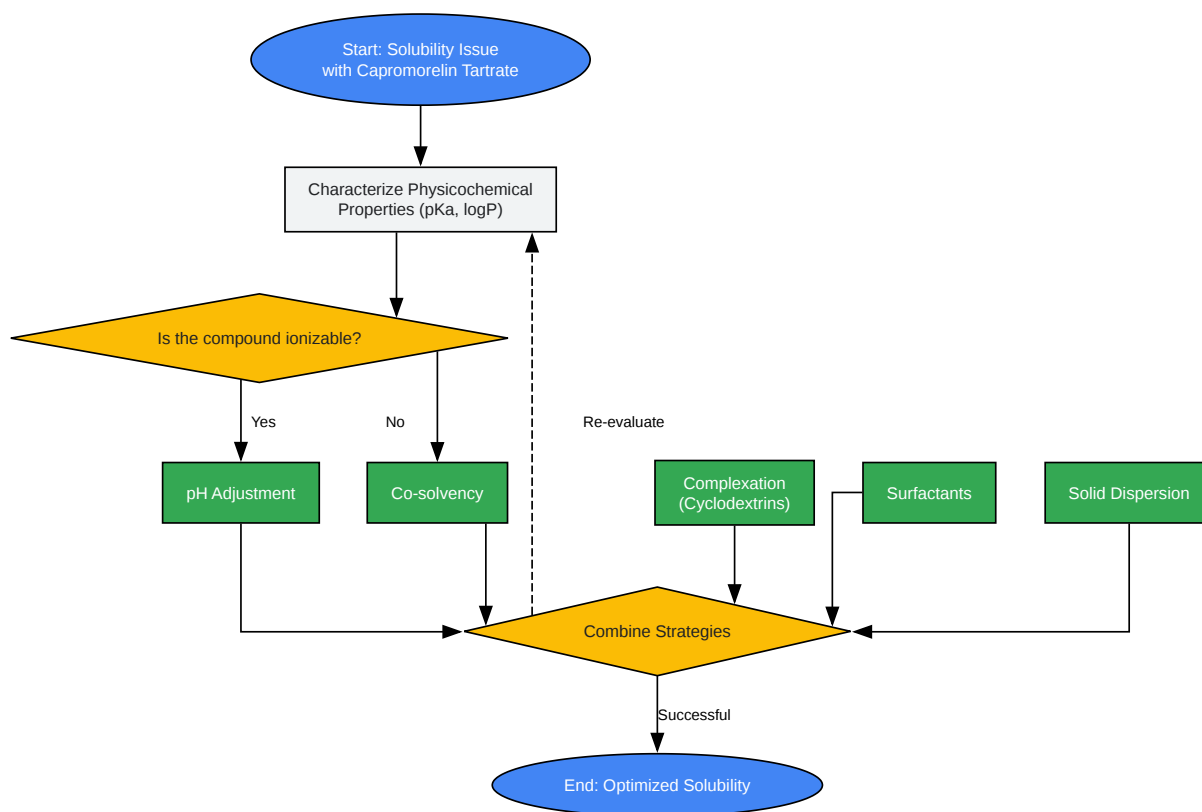 Start: Solubility Issue
with Capromorelin Tartrate
Characterize Physicochemical
Properties (pKa, logP)
Is the compound ionizable?
Yes
No
Re-evaluate
pH Adjustment
Co-solvency
Complexation
(Cyclodextrins)
Surfactants
Solid Dispersion
Combine Strategies
Successful
End: Optimized Solubility